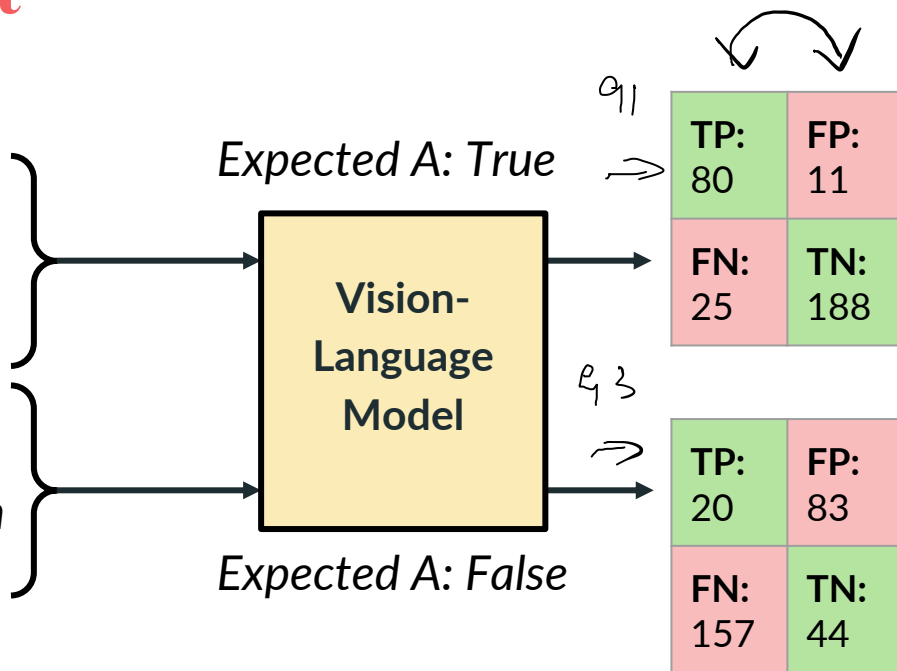 t
91
Expected A: True
TP: FP:
80 11
FN: TN:
25 188
Vision-
Language
Model
TP: FP:
20 83
Expected A: False
FN: TN:
157 44